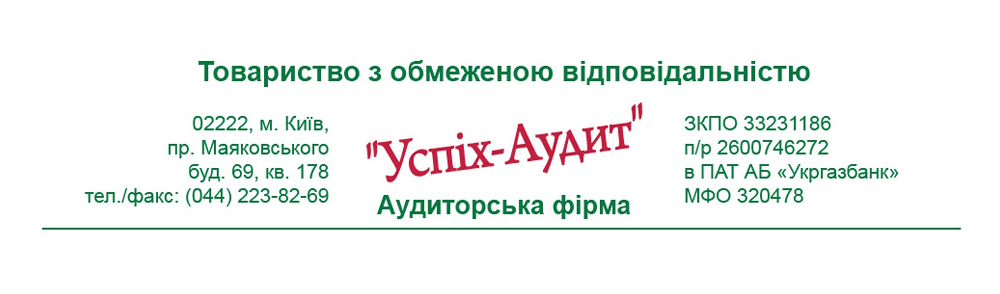 Товариство з обмеженою відповідальністю
02222, м. Київ,
пр. Маяковського
буд. 69, кв. 178
тел./факс: (044) 223-82-69
"Успіх-Аудит"
Аудиторська фірма
ЗКПО 33231186
п/р 2600746272
в ПАТ АБ «Укргазбанк»
МФО 320478